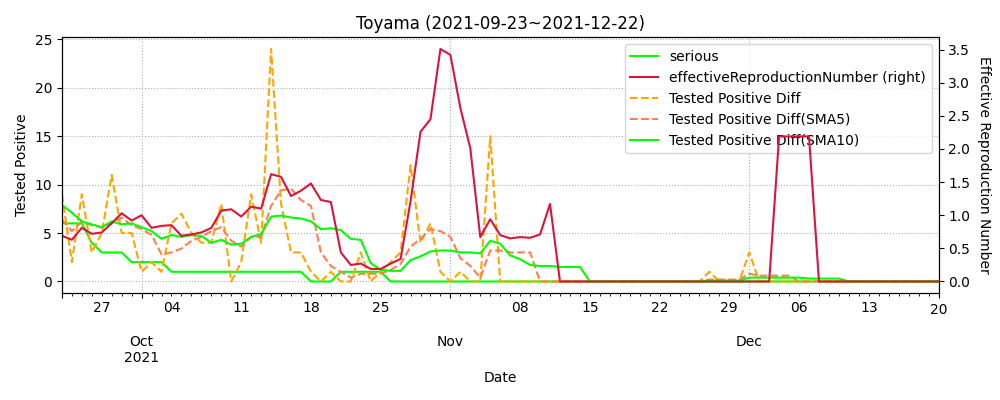 Toyama (2021-09-23~2021-12-22)
serious
effectiveReproductionNumber (right)
Tested Positive Diff
Tested Positive Diff(SMA5)
Tested Positive Diff(SMA10)
Tested Positive
25
20
15
10
5
0
Effective Reproduction Number
3.5
3.0
2.5
2.0
1.5
1.0
0.5
0.0
27 04 11 18 25 08 15 22 29 06 13 20
Oct Nov Dec
2021
Date